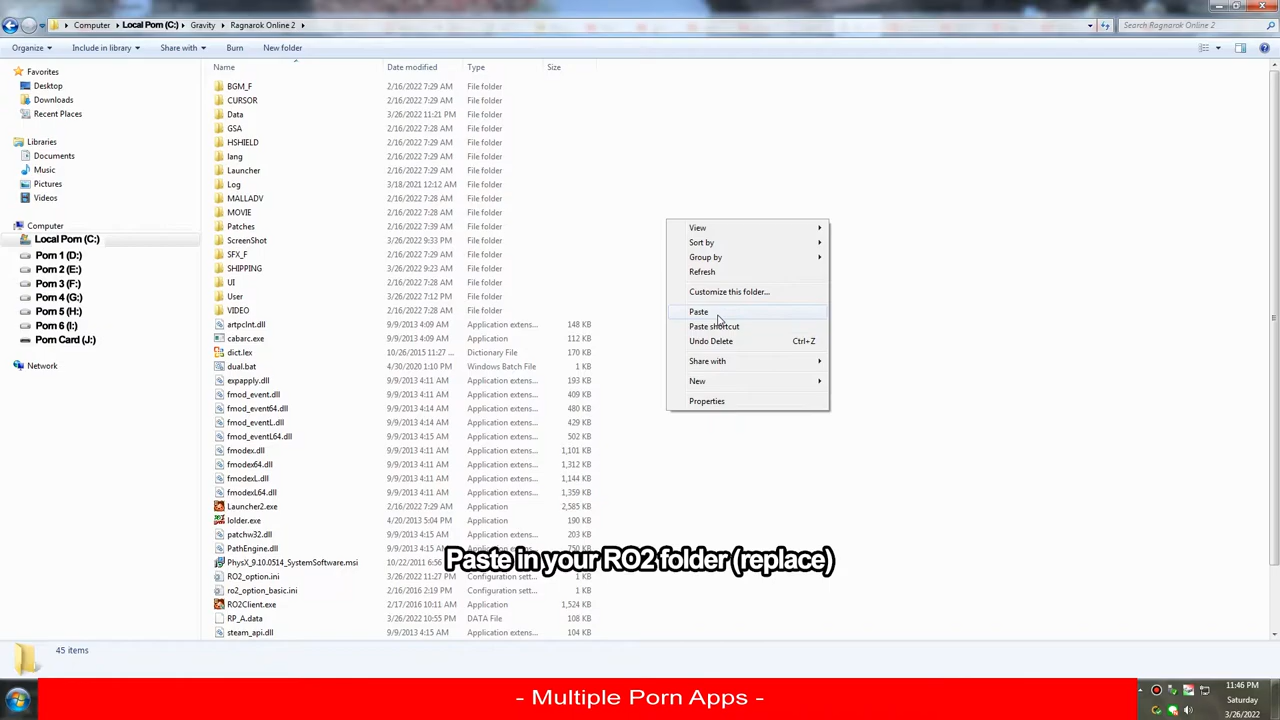 Computer ▸ Local Porn (C:) ▸ Gravity ▸ Ragnarok Online 2 ▸
Search Ragnarok Online 2
Organize Include in library Share with Burn New folder
Name Date modified Type Size
Favorites
Desktop
Downloads
Recent Places
Libraries
Documents
Music
Pictures
Videos
Computer
Local Porn (C:)
Porn 1 (D:)
Porn 2 (E:)
Porn 3 (F:)
Porn 4 (G:)
Porn 5 (H:)
Porn 6 (I:)
Porn Card (J:)
Network
BGM_F 2/16/2022 7:29 AM File folder
CURSOR 2/16/2022 7:29 AM File folder
Data 3/26/2022 11:21 PM File folder
GSA 2/16/2022 7:28 AM File folder
HSHIELD 2/16/2022 7:29 AM File folder
lang 2/16/2022 7:29 AM File folder
Launcher 2/16/2022 7:29 AM File folder
Log 3/18/2021 12:12 AM File folder
MALLADV 2/16/2022 7:28 AM File folder
MOVIE 2/16/2022 7:28 AM File folder
Patches 2/16/2022 7:39 AM File folder
ScreenShot 3/26/2022 9:33 PM File folder
SFX_F 2/16/2022 7:28 AM File folder
SHIPPING 3/26/2022 9:23 AM File folder
UI 2/16/2022 7:28 AM File folder
User 3/26/2022 7:12 PM File folder
VIDEO 2/16/2022 7:28 AM File folder
artpclnt.dll 9/9/2013 4:09 AM Application extens... 148 KB
cabarc.exe 9/9/2013 4:09 AM Application 112 KB
dict.lex 10/26/2015 11:27 ... Dictionary File 170 KB
dual.bat 4/30/2020 1:10 PM Windows Batch File 1 KB
expapply.dll 9/9/2013 4:11 AM Application extens... 193 KB
fmod_event.dll 9/9/2013 4:11 AM Application extens... 409 KB
fmod_event64.dll 9/9/2013 4:14 AM Application extens... 480 KB
fmod_eventL.dll 9/9/2013 4:14 AM Application extens... 422 KB
fmod_eventL64.dll 9/9/2013 4:15 AM Application extens... 502 KB
fmodex.dll 9/9/2013 4:11 AM Application extens... 1,101 KB
fmodex64.dll 9/9/2013 4:11 AM Application extens... 1,312 KB
fmodexL.dll 9/9/2013 4:11 AM Application extens... 1,144 KB
fmodexL64.dll 9/9/2013 4:11 AM Application extens... 1,359 KB
Launcher2.exe 2/16/2022 7:29 AM Application 2,585 KB
lolder.exe 4/20/2013 5:04 PM Application 190 KB
patchw32.dll 9/9/2013 4:15 AM Application extens... 203 KB
PathEngine.dll 9/9/2013 4:11 AM Application extens... 750 KB
PhysX_9.10.0514_SystemSoftware.msi 10/22/2011 6:56
RO2_option.ini 3/26/2022 11:27 PM Configuration sett...
ro2_option_basic.ini 2/16/2016 2:19 PM Configuration sett... 1 KB
RO2Client.exe 2/17/2016 10:11 AM Application 1,524 KB
RP_A.data 3/26/2022 10:55 PM DATA File 108 KB
steam_api.dll 9/9/2013 4:15 AM Application extens... 104 KB
View
Sort by
Group by
Refresh
Customize this folder...
Paste
Paste shortcut
Undo Delete Ctrl+Z
Share with
New
Properties
Paste in your RO2 folder (replace)
45 items
- Multiple Porn Apps -
11:46 PM
Saturday
3/26/2022